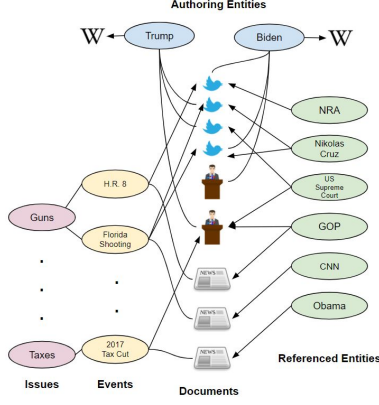 Authoring Entities
W
Trump
Biden
W
NRA
H.R. 8
Nikolas
Cruz
US
Supreme
Court
Guns
Florida
Shooting
GOP
NEWS
CNN
NEWS
Obama
Taxes
2017
Tax Cut
NEWS
Referenced Entities
Issues
Events
Documents